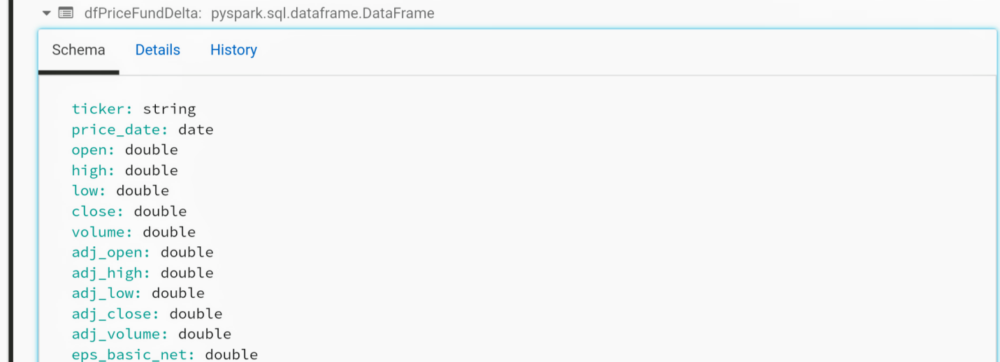 dfPriceFundDelta: pyspark.sql.dataframe.DataFrame
Schema Details History
ticker: string
price_date: date
open: double
high: double
low: double
close: double
volume: double
adj_open: double
adj_high: double
adj_low: double
adj_close: double
adj_volume: double
eps_basic_net: double